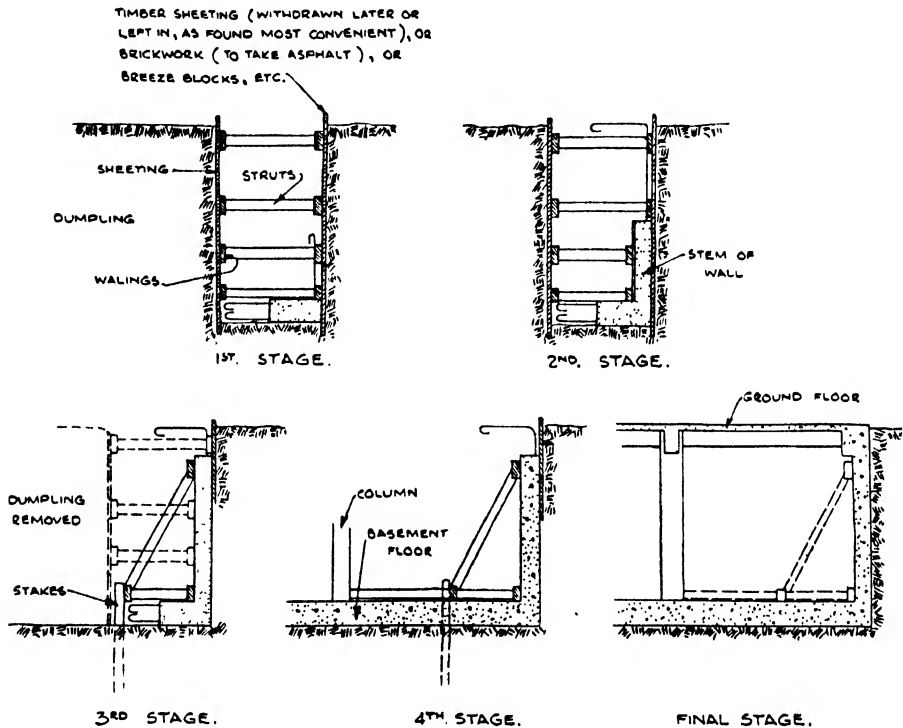 TIMBER SHEETING (WITHDRAWN LATER OR
LEFT IN, AS FOUND MOST CONVENIENT), OR
BRICKWORK (TO TAKE ASPHALT), OR
BREEZE BLOCKS, ETC.
SHEETING
STRUTS
DUMPLING
WALINGS
STEM OF
WALL
1ST. STAGE.
2ND. STAGE.
GROUND FLOOR
DUMPLING
REMOVED
COLUMN
BASEMENT
FLOOR
STAKES
3RD STAGE.
4TH. STAGE.
FINAL STAGE.